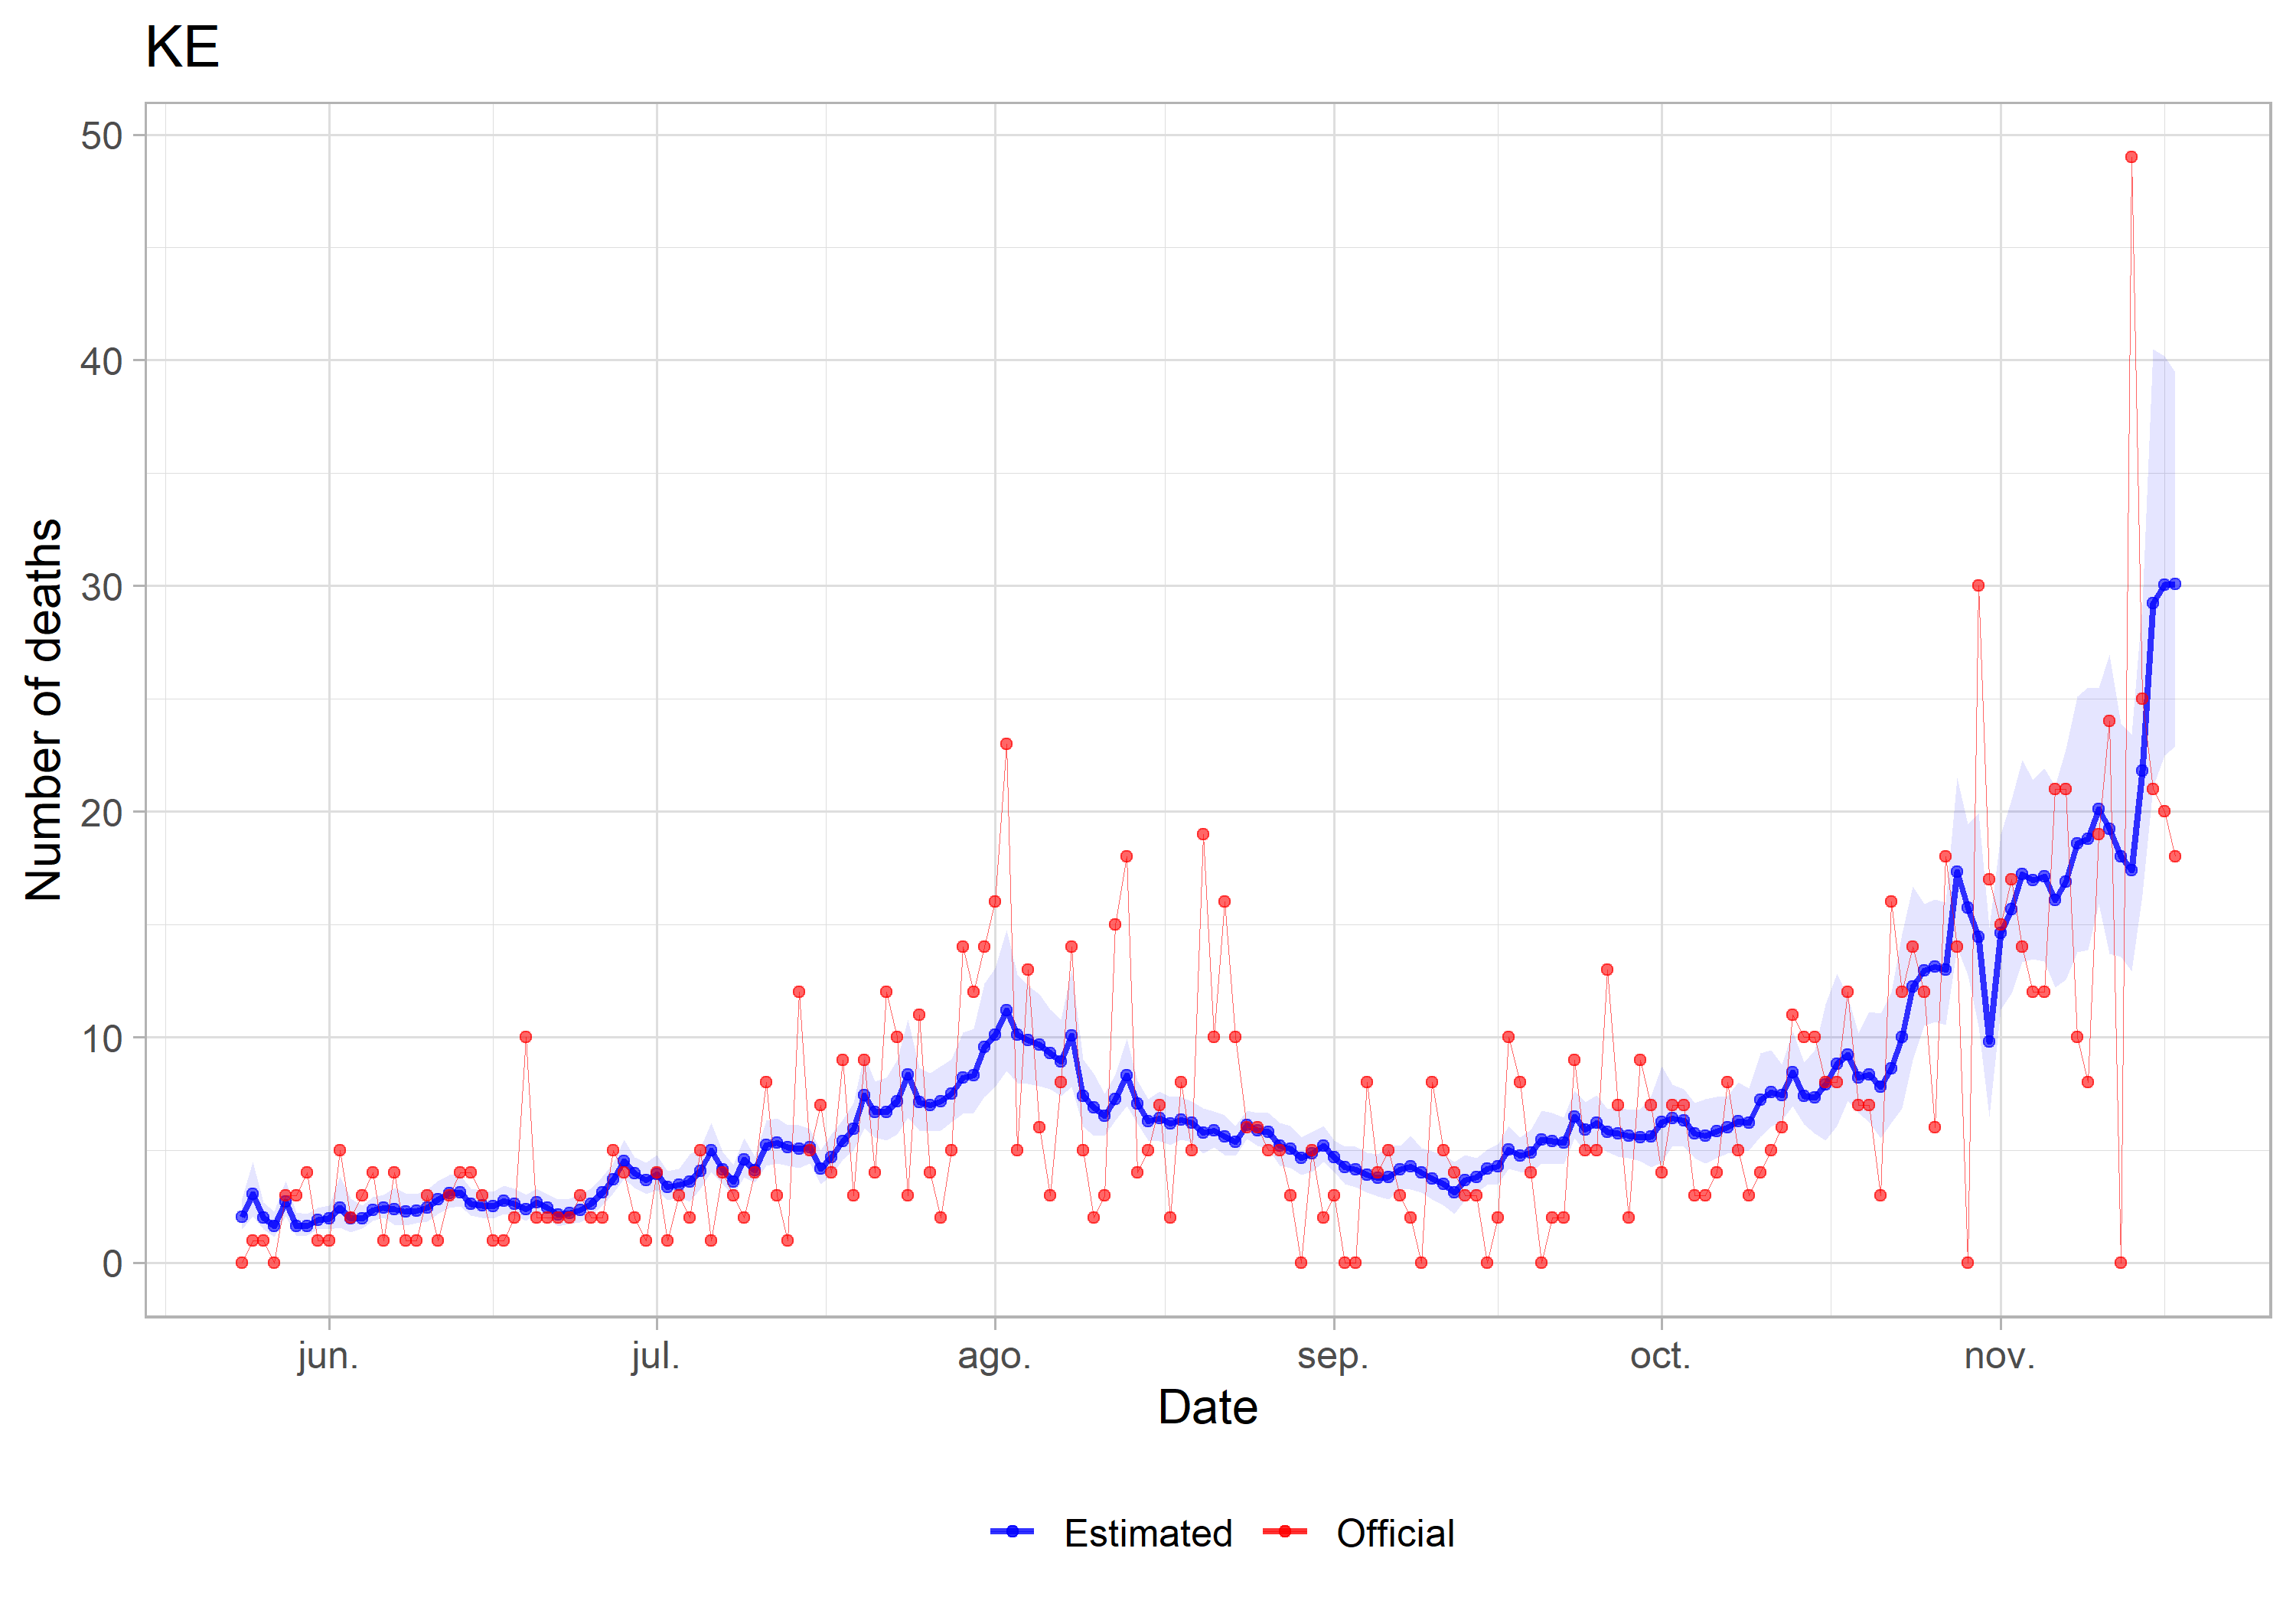 KE
50
40
30
20
10
0
Number of deaths
jun. jul. ago. sep. oct. nov.
Date
Estimated Official